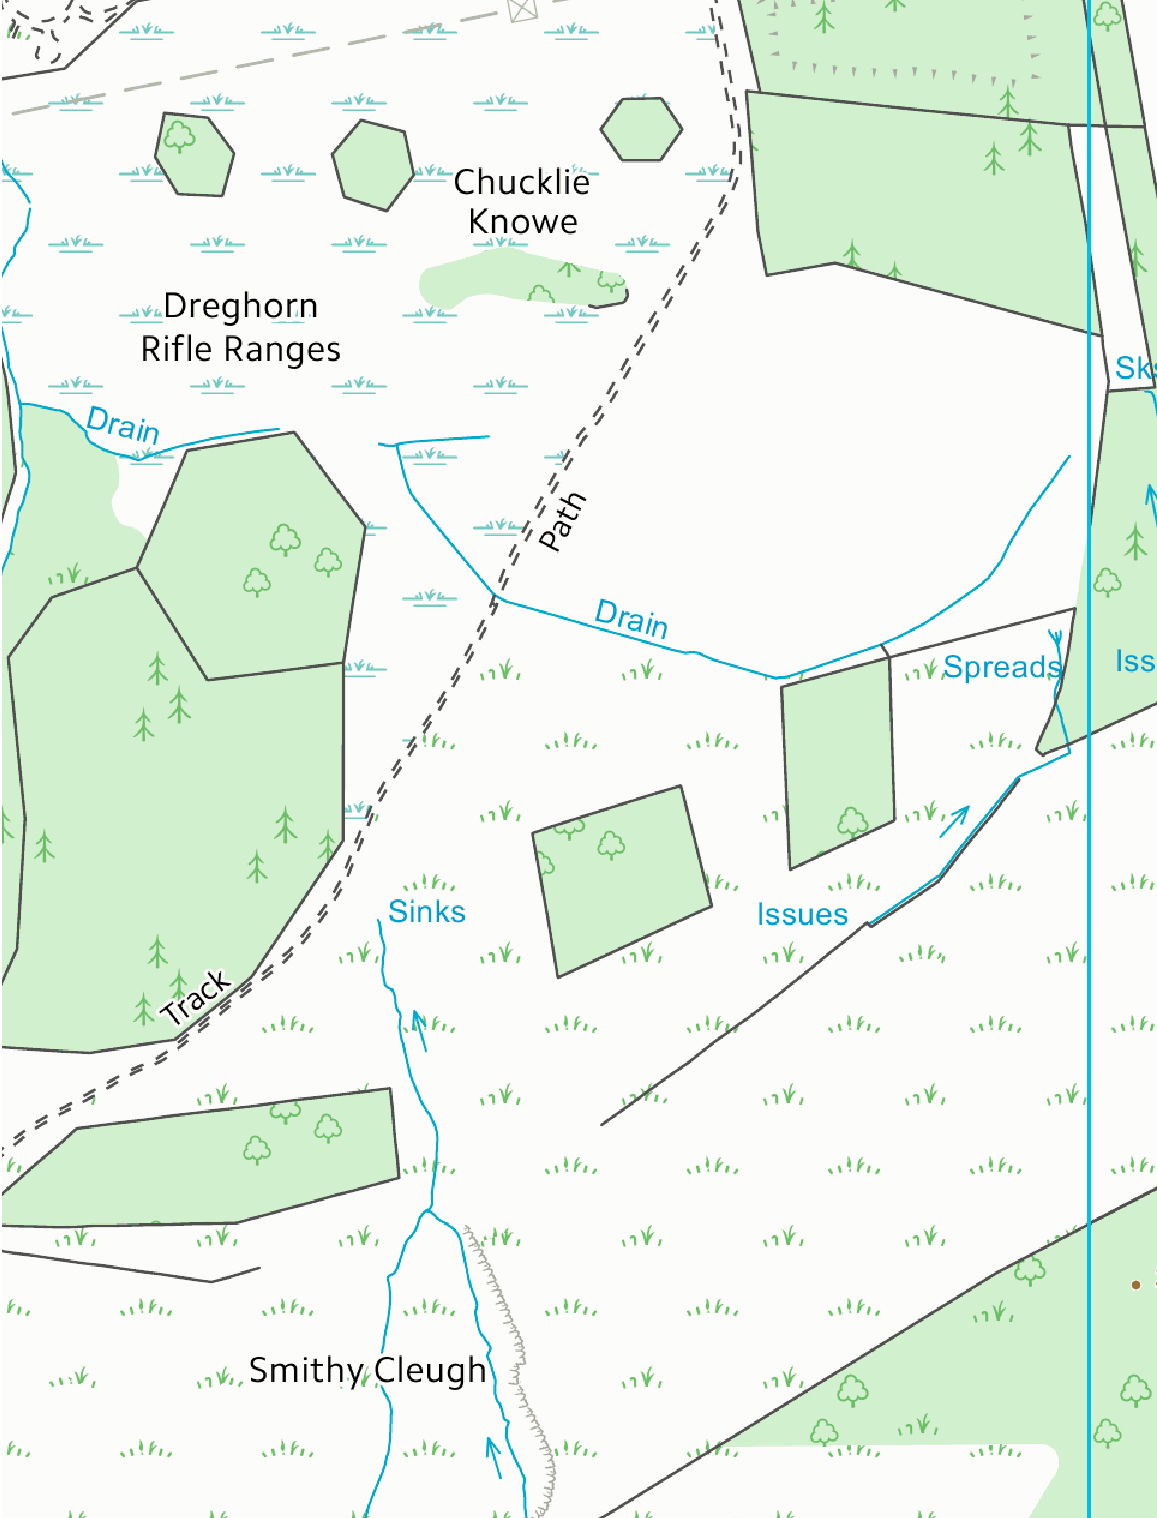 Chucklie
Knowe
Dreghorn
Rifle Ranges
Drain
Path
Drain
Spreads
Sinks
Issues
Track
Smithy Cleugh